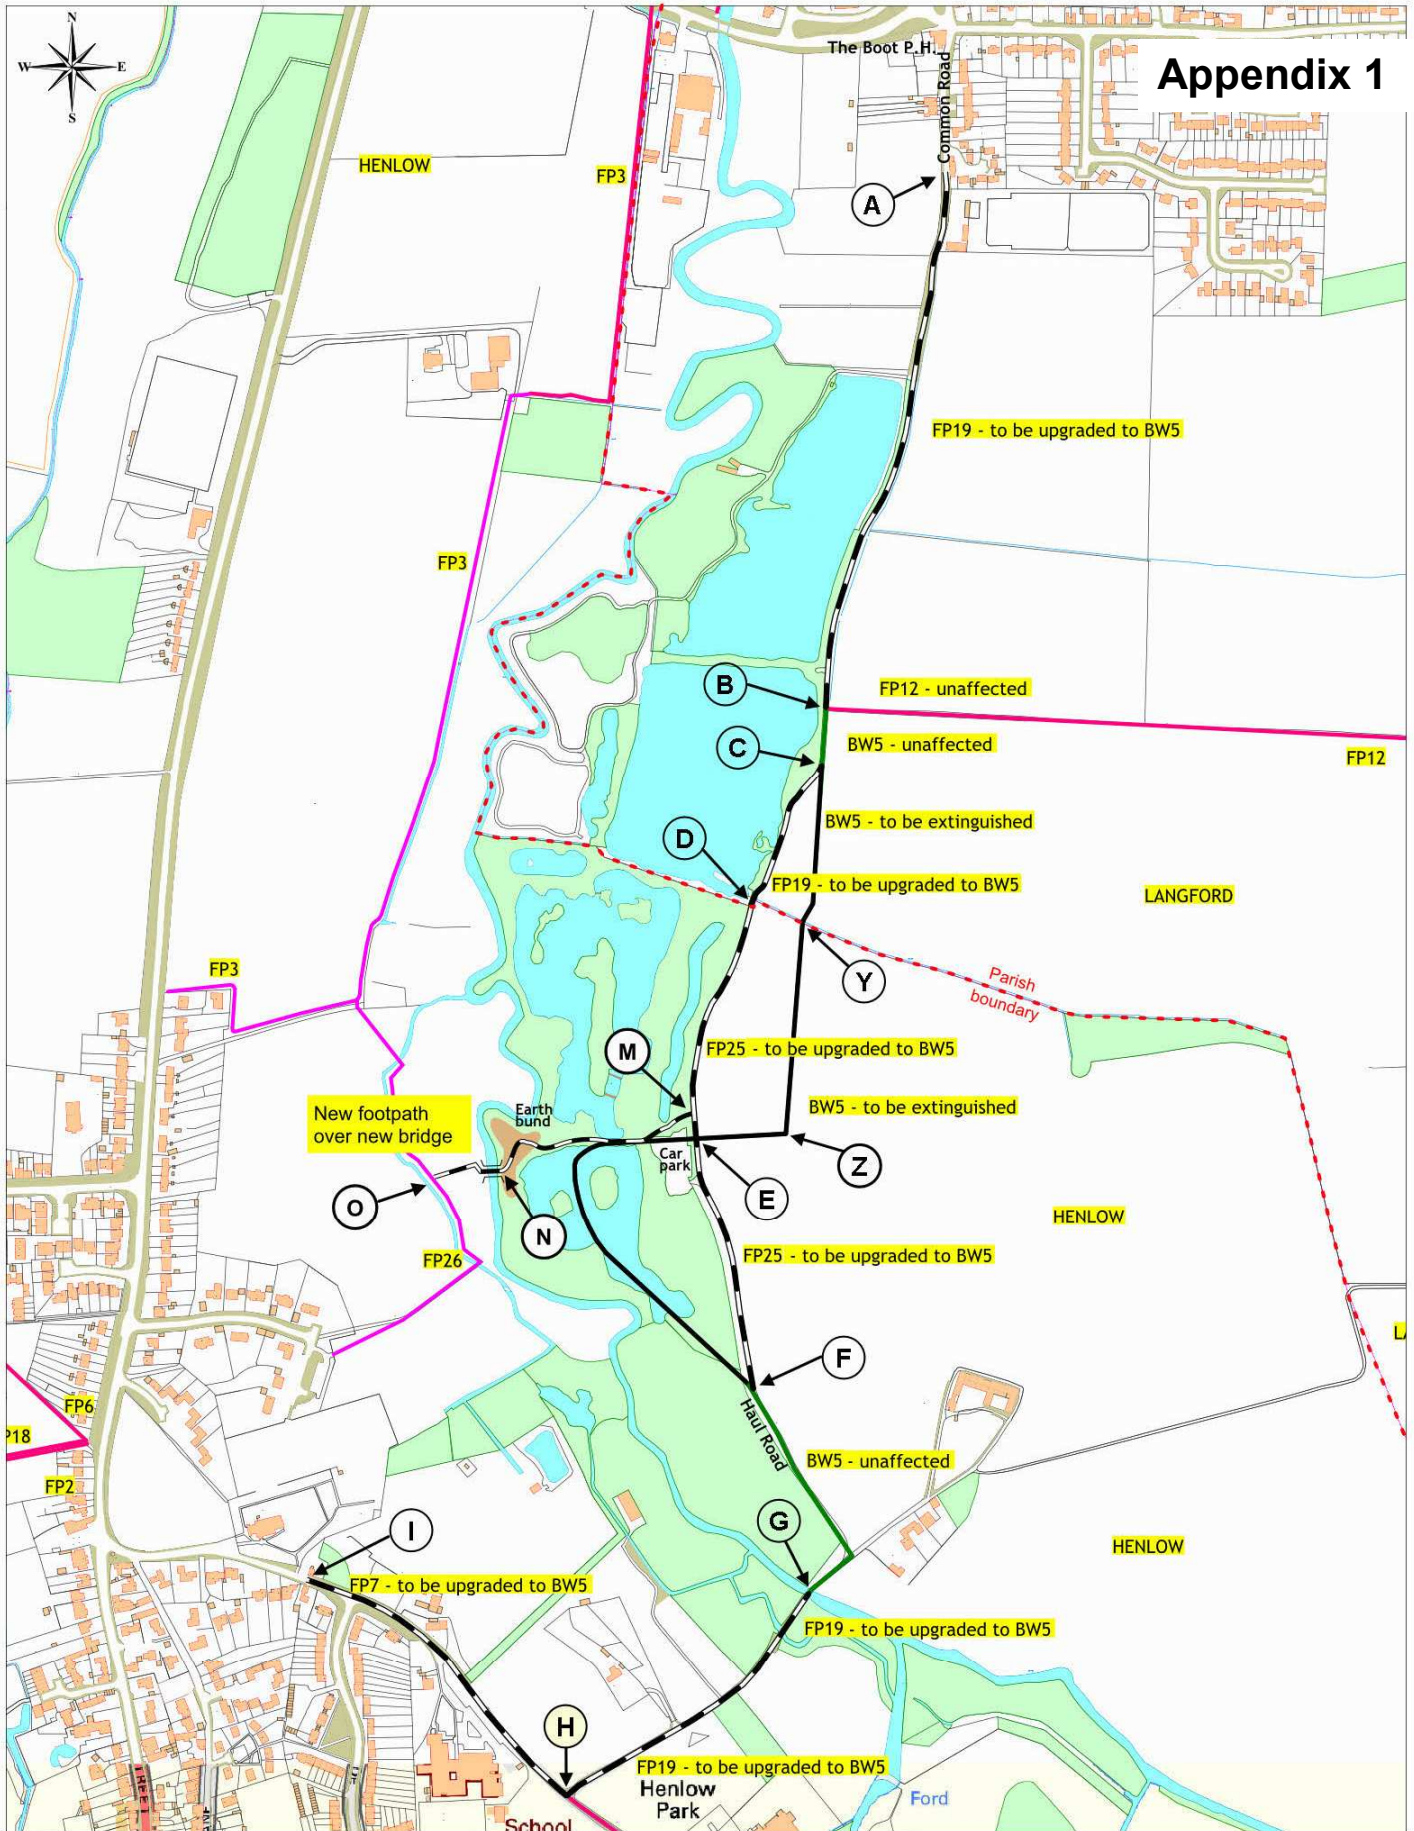 N
W
E
S
The Boot P.H.
Common Road
Appendix 1
HENLOW
FP3
A
FP19 - to be upgraded to BW5
FP3
B
FP12 - unaffected
C
BW5 - unaffected
FP12
BW5 - to be extinguished
D
FP19 - to be upgraded to BW5
LANGFORD
FP3
Y
Parish
boundary
M
FP25 - to be upgraded to BW5
New footpath
over new bridge
Earth
bund
BW5 - to be extinguished
Car
park
Z
O
E
N
HENLOW
FP26
FP25 - to be upgraded to BW5
F
FP6
Haul Road
P18
BW5 - unaffected
FP2
G
I
HENLOW
FP7 - to be upgraded to BW5
FP19 - to be upgraded to BW5
H
FP19 - to be upgraded to BW5
Henlow
Park
Ford
School